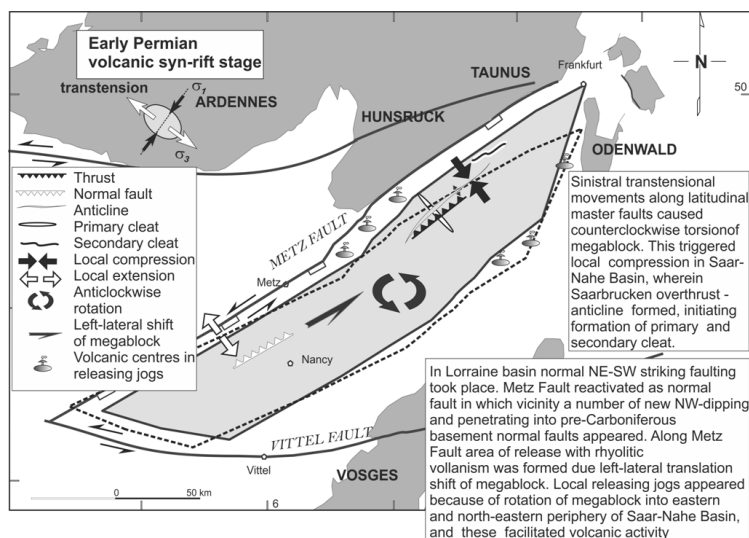 Early Permian
volcanic syn-rift stage
transtension
σ1
σ3
ARDENNES
TAUNUS
HUNSRUCK
Frankfurt
N
50
ODENWALD
Thrust
Normal fault
Anticline
Primary cleat
Secondary cleat
Local compression
Local extension
Anticlockwise
rotation
Left-lateral shift
of megablock
Volcanic centres in
releasing jogs
METZ FAULT
Metz
Nancy
Sinistral transtensional
movements along latitudinal
master faults caused
counterclockwise torsionof
megablock. This triggered
local compression in Saar-
Nahe Basin, wherein
Saarbrucken overthrust -
anticline formed, initiating
formation of primary and
secondary cleat.
In Lorraine basin normal NE-SW striking faulting
took place. Metz Fault reactivated as normal
fault in which vicinity a number of new NW-dipping
and penetrating into pre-Carboniferous
basement normal faults appeared. Along Metz
Fault area of release with rhyolitic
vollanism was formed due left-lateral translation
shift of megablock. Local releasing jogs appeared
because of rotation of megablock into eastern
and north-eastern periphery of Saar-Nahe Basin,
and these facilitated volcanic activity
VITTEL FAULT
Vittel
VOSGES
0 50 km
6